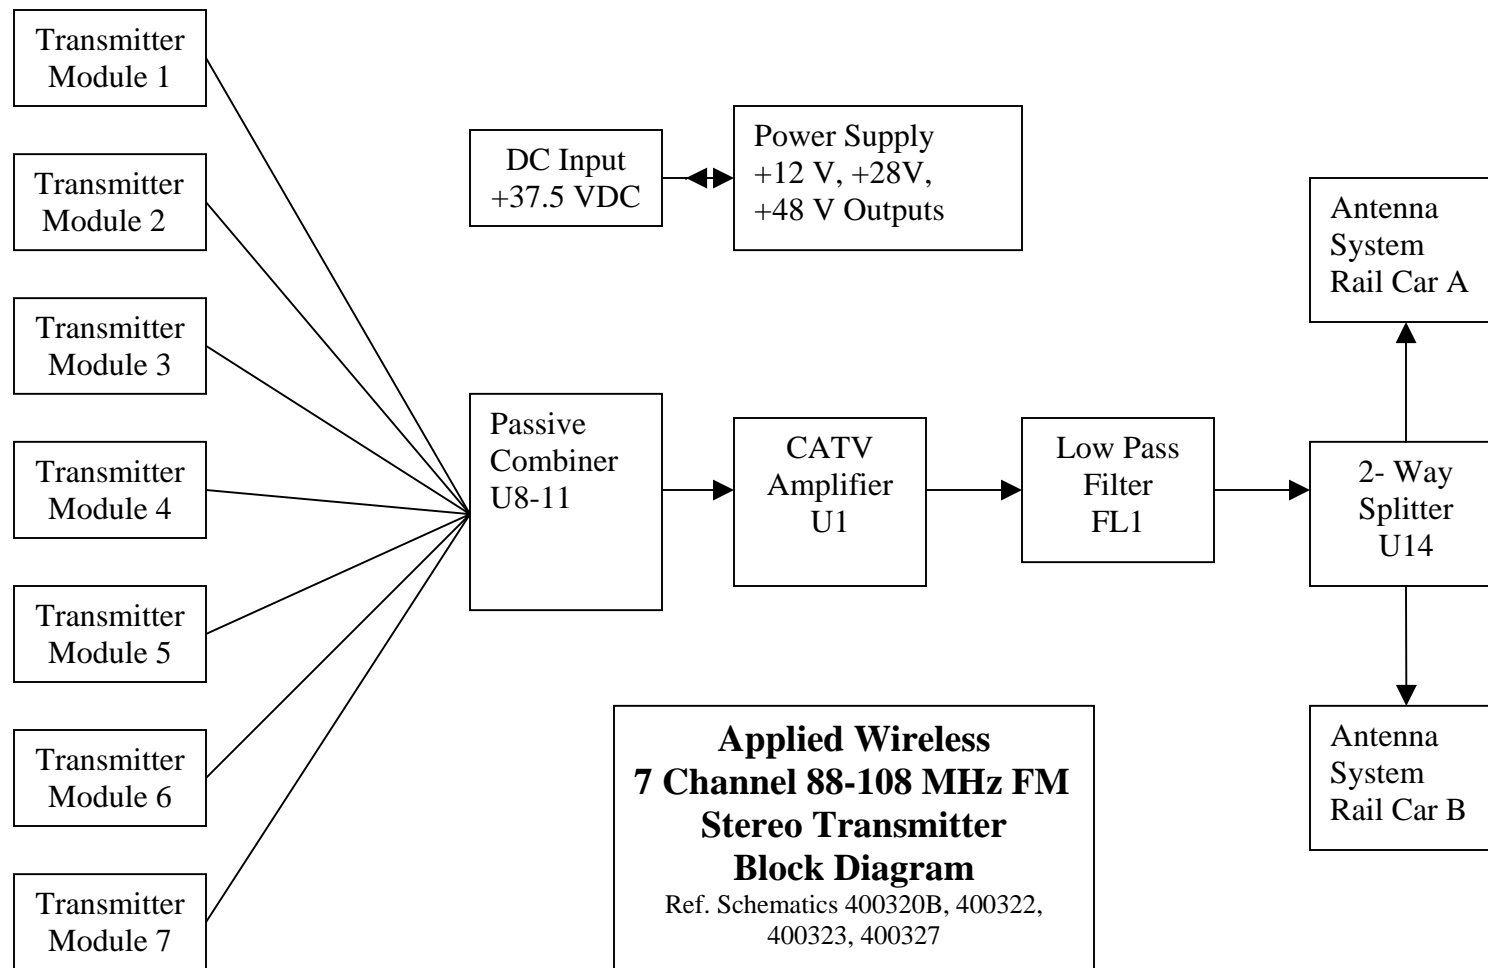 Transmitter
Module 1
Transmitter
Module 2
Transmitter
Module 3
Transmitter
Module 4
Transmitter
Module 5
Transmitter
Module 6
Transmitter
Module 7
DC Input
+37.5 VDC
Power Supply
+12 V, +28V,
+48 V Outputs
Passive
Combiner
U8-11
CATV
Amplifier
U1
Low Pass
Filter
FL1
2- Way
Splitter
U14
Antenna
System
Rail Car A
Antenna
System
Rail Car B
Applied Wireless
7 Channel 88-108 MHz FM
Stereo Transmitter
Block Diagram
Ref. Schematics 400320B, 400322,
400323, 400327